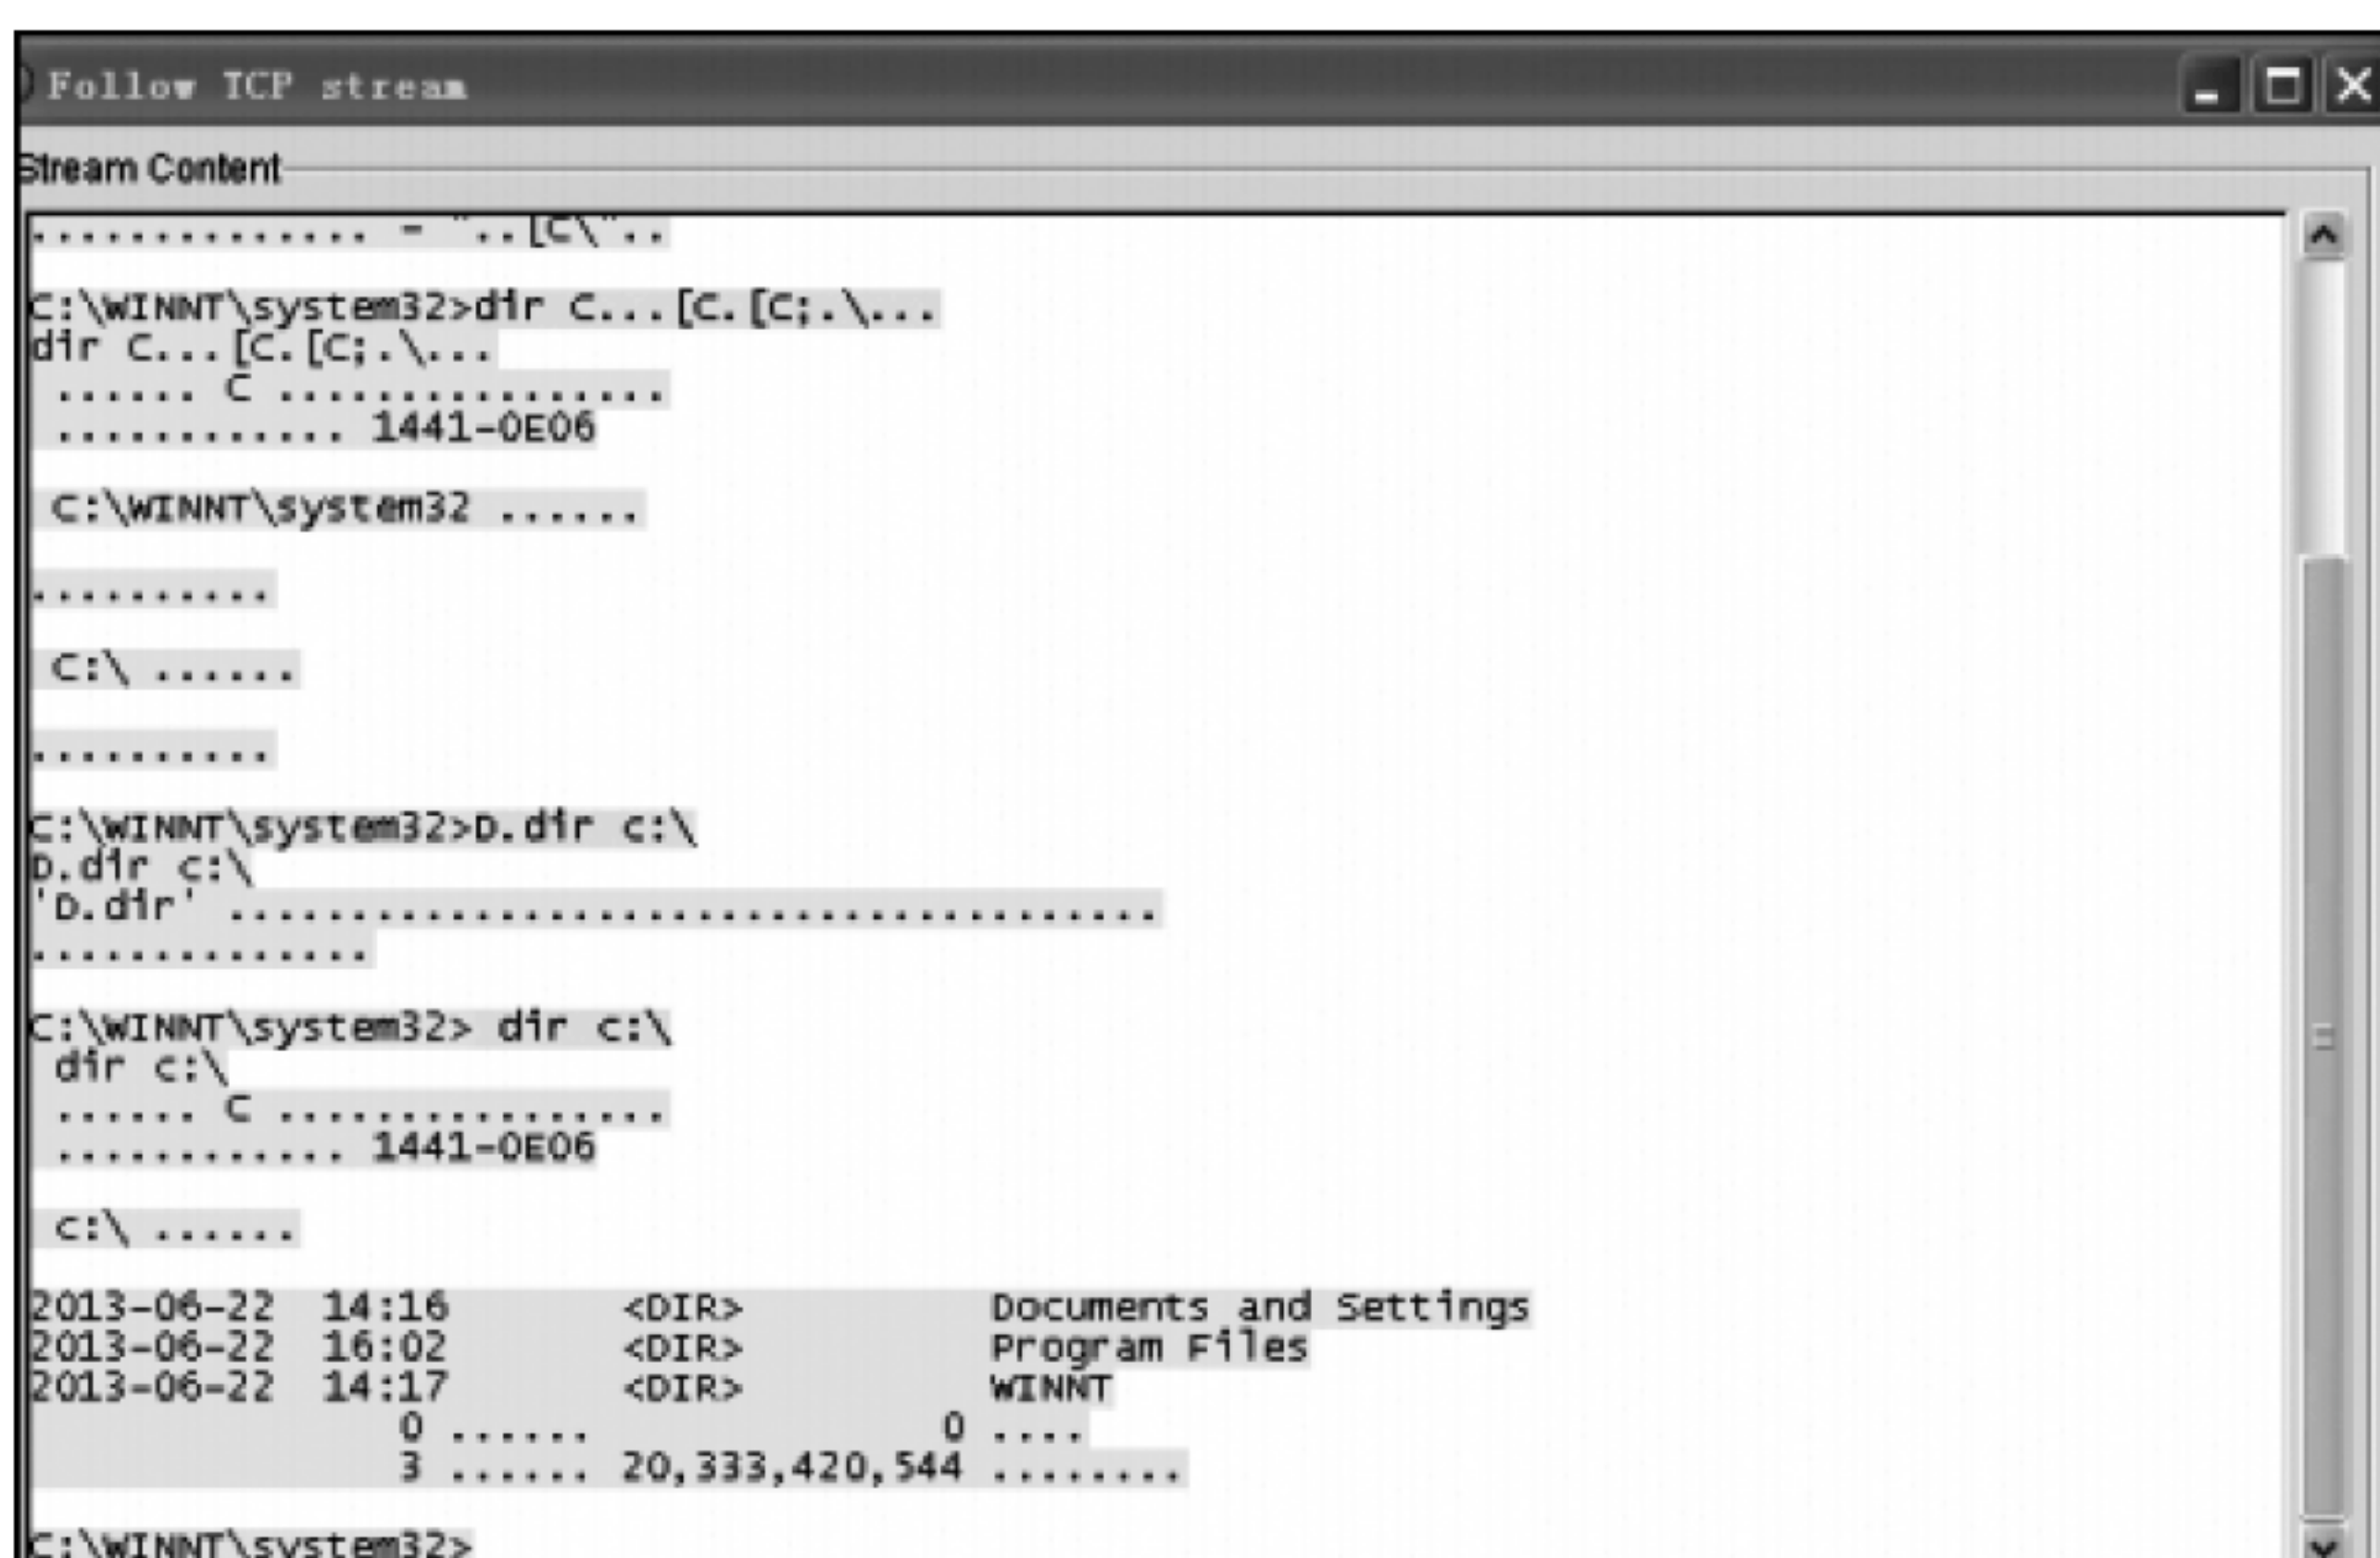 Follow TCP stream
Stream Content
.............. - "..[C\"..
C:\WINNT\system32>dir C...[C.[C;.\...
dir C...[C.[C;.\...
...... C ................
............ 1441-0E06
C:\WINNT\system32 ......
..........
C:\ ......
..........
C:\WINNT\system32>D.dir c:\
D.dir c:\
'D.dir' ......................................
..............
C:\WINNT\system32> dir c:\
dir c:\
...... C ................
............ 1441-0E06
c:\ ......
2013-06-22  14:16       <DIR>          Documents and Settings
2013-06-22  16:02       <DIR>          Program Files
2013-06-22  14:17       <DIR>          WINNT
0 ......              0 ....
3 ...... 20,333,420,544 ........
C:\WINNT\system32>